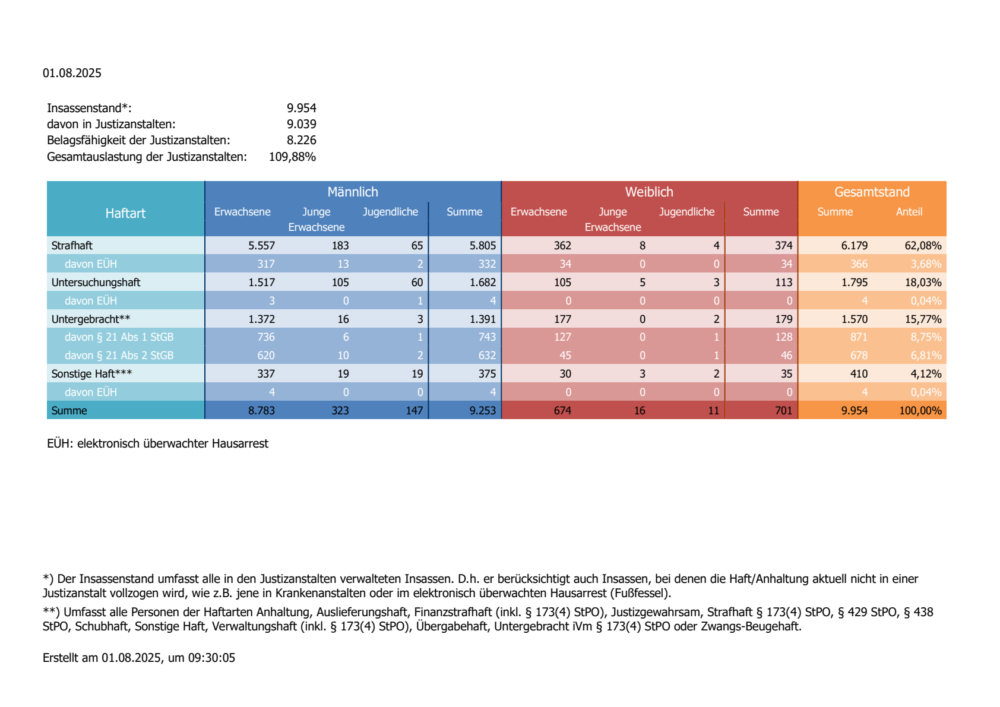 01.08.2025
Insassenstand*: 9.954
davon in Justizanstalten: 9.039
Belagsfähigkeit der Justizanstalten: 8.226
Gesamtauslastung der Justizanstalten: 109,88%
Männlich Weiblich Gesamtstand
Haftart Erwachsene Junge Jugendliche Summe Erwachsene Junge Jugendliche Summe Summe Anteil
Erwachsene Erwachsene
Strafhaft 5.557 183 65 5.805 362 8 4 374 6.179 62,08%
davon EÜH 317 13 2 332 34 0 0 34 366 3,68%
Untersuchungshaft 1.517 105 60 1.682 105 5 3 113 1.795 18,03%
davon EÜH 3 0 1 4 0 0 0 0 4 0,04%
Untergebracht** 1.372 16 3 1.391 177 0 2 179 1.570 15,77%
davon § 21 Abs 1 StGB 736 6 1 743 127 0 1 128 871 8,75%
davon § 21 Abs 2 StGB 620 10 2 632 45 0 1 46 678 6,81%
Sonstige Haft*** 337 19 19 375 30 3 2 35 410 4,12%
davon EÜH 4 0 0 4 0 0 0 0 4 0,04%
Summe 8.783 323 147 9.253 674 16 11 701 9.954 100,00%
EÜH: elektronisch überwachter Hausarrest
*) Der Insassenstand umfasst alle in den Justizanstalten verwalteten Insassen. D.h. er berücksichtigt auch Insassen, bei denen die Haft/Anhaltung aktuell nicht in einer
Justizanstalt vollzogen wird, wie z.B. jene in Krankenanstalten oder im elektronisch überwachten Hausarrest (Fußfessel).
**) Umfasst alle Personen der Haftarten Anhaltung, Auslieferungshaft, Finanzstrafhaft (inkl. § 173(4) StPO), Justizgewahrsam, Strafhaft § 173(4) StPO, § 429 StPO, § 438
StPO, Schubhaft, Sonstige Haft, Verwaltungshaft (inkl. § 173(4) StPO), Übergabehaft, Untergebracht iVm § 173(4) StPO oder Zwangs-Beugehaft.
Erstellt am 01.08.2025, um 09:30:05